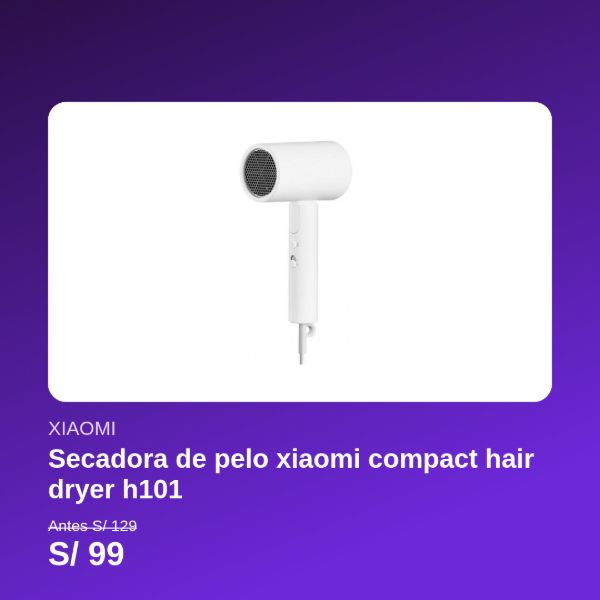 XIAOMI
Secadora de pelo xiaomi compact hair
dryer h101
Antes S/ 129
S/ 99